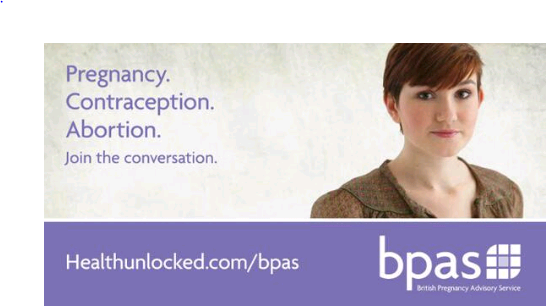 Pregnancy.
Contraception.
Abortion.
Join the conversation.
Healthunlocked.com/bpas
bpas
British Pregnancy Advisory Service